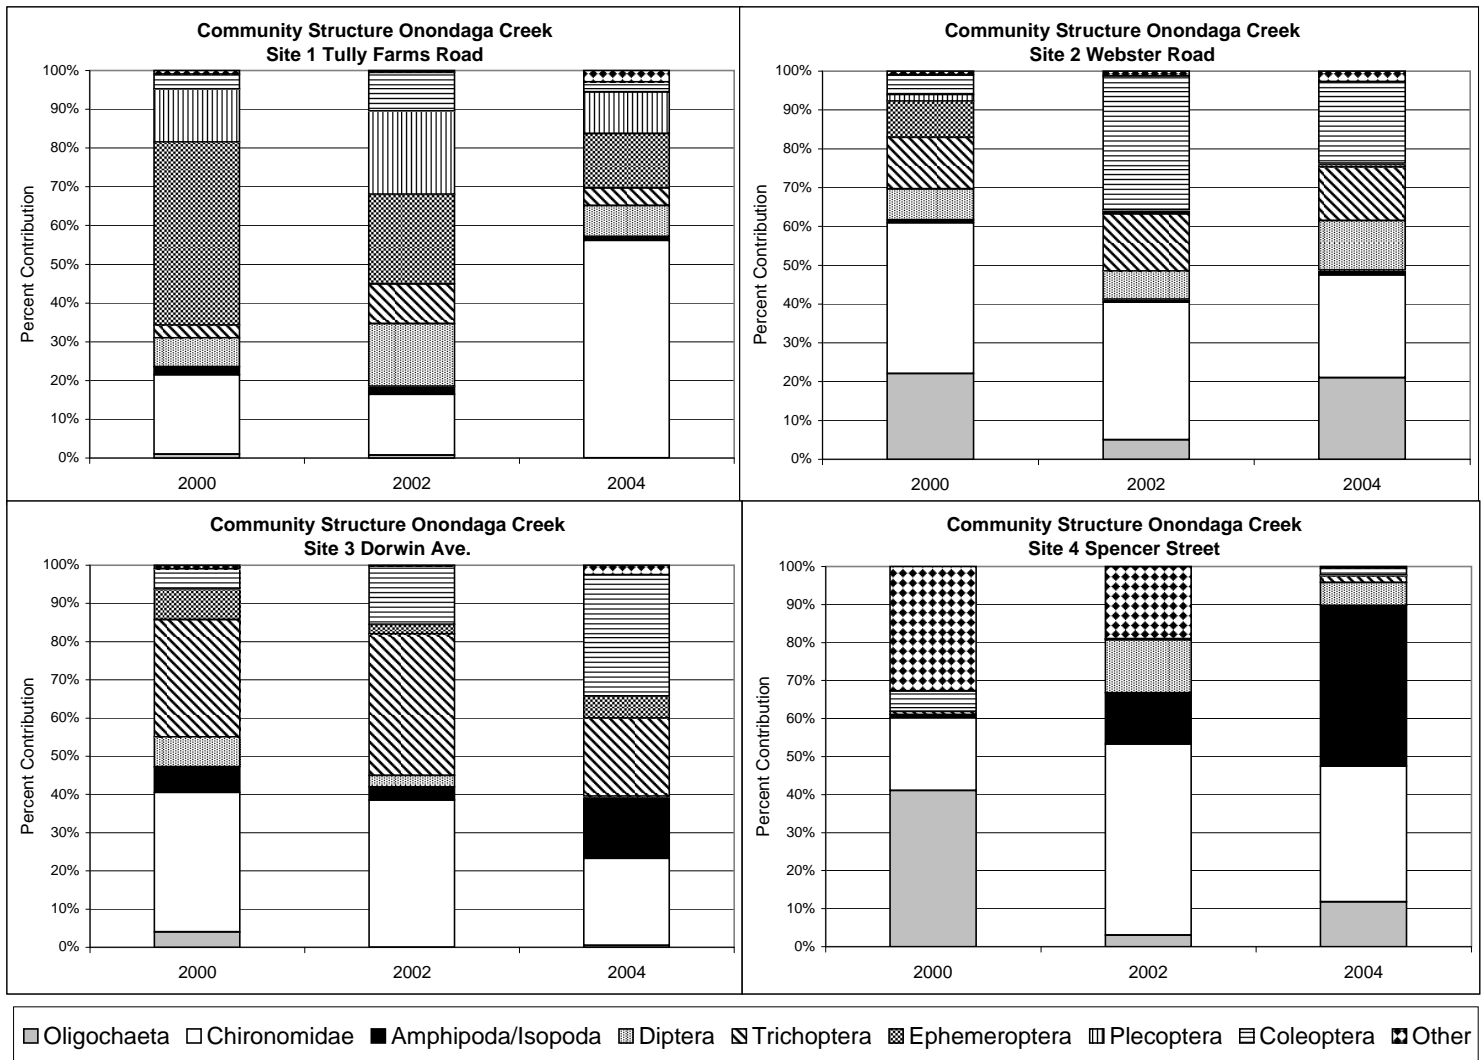 Community Structure Onondaga Creek
Site 1 Tully Farms Road
100%
90%
80%
70%
60%
50%
40%
30%
20%
10%
0%
Percent Contribution
2000 2002 2004
Community Structure Onondaga Creek
Site 2 Webster Road
100%
90%
80%
70%
60%
50%
40%
30%
20%
10%
0%
Percent Contribution
2000 2002 2004
Community Structure Onondaga Creek
Site 3 Dorwin Ave.
100%
90%
80%
70%
60%
50%
40%
30%
20%
10%
0%
Percent Contribution
2000 2002 2004
Community Structure Onondaga Creek
Site 4 Spencer Street
100%
90%
80%
70%
60%
50%
40%
30%
20%
10%
0%
Percent Contribution
2000 2002 2004
Oligochaeta Chironomidae Amphipoda/Isopoda Diptera Trichoptera Ephemeroptera Plecoptera Coleoptera Other